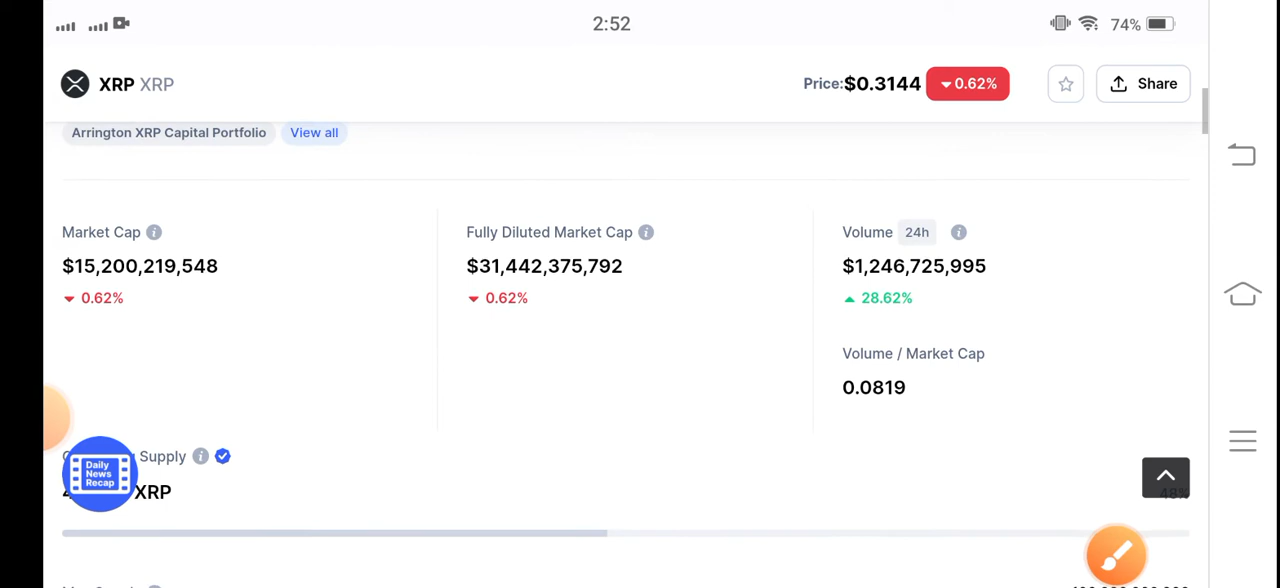 2:52
74%
XRP XRP
Price:$0.3144 0.62%
Share
Arrington XRP Capital Portfolio
View all
Market Cap
$15,200,219,548
0.62%
Fully Diluted Market Cap
$31,442,375,792
0.62%
Volume 24h
$1,246,725,995
28.62%
Volume / Market Cap
0.0819
Supply
XRP
48%
Daily
News
Recap